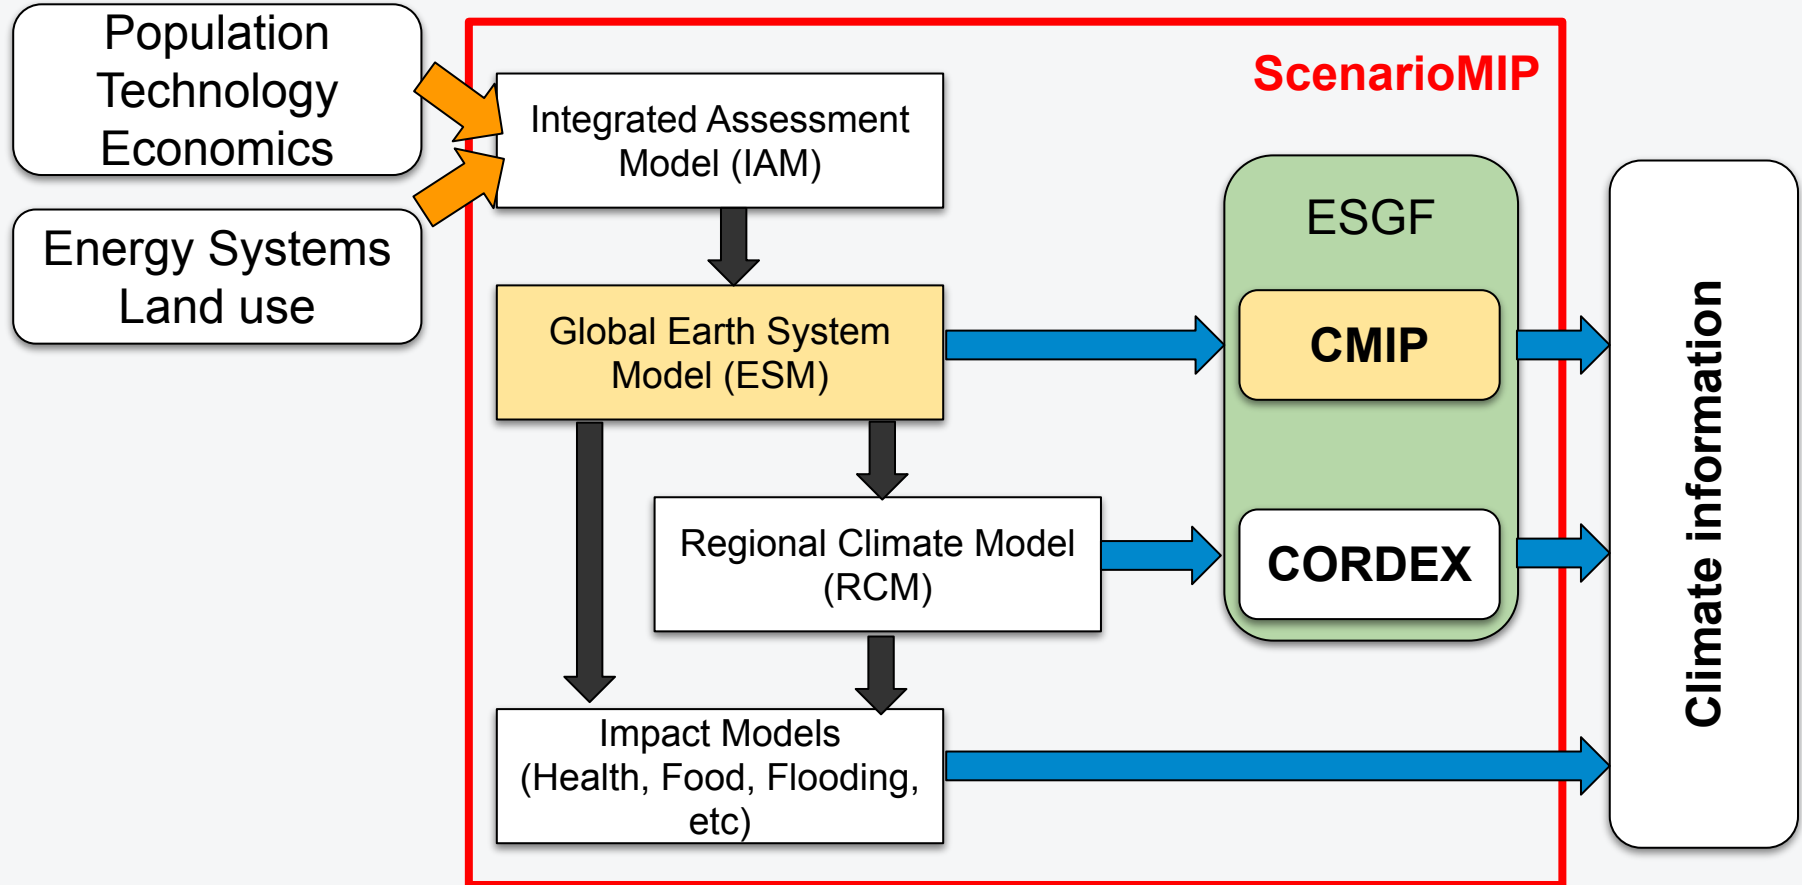 Population
Technology
Economics
Energy Systems
Land use
ScenarioMIP
Integrated Assessment
Model (IAM)
Global Earth System
Model (ESM)
Regional Climate Model
(RCM)
Impact Models
(Health, Food, Flooding,
etc)
ESGF
CMIP
CORDEX
Climate information